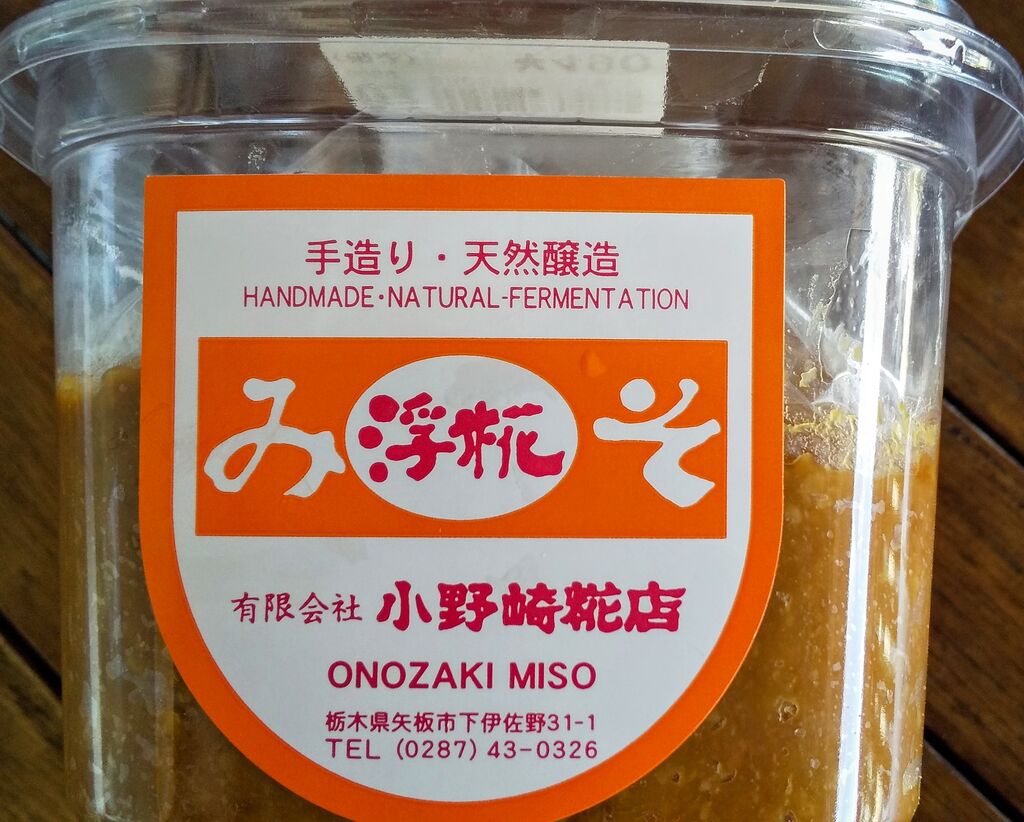 手造り・天然醸造
HANDMADE・NATURAL-FERMENTATION
み 浮糀 そ
有限会社 小野崎糀店
ONOZAKI MISO
栃木県矢板市下伊佐野31-1
TEL (0287) 43-0326